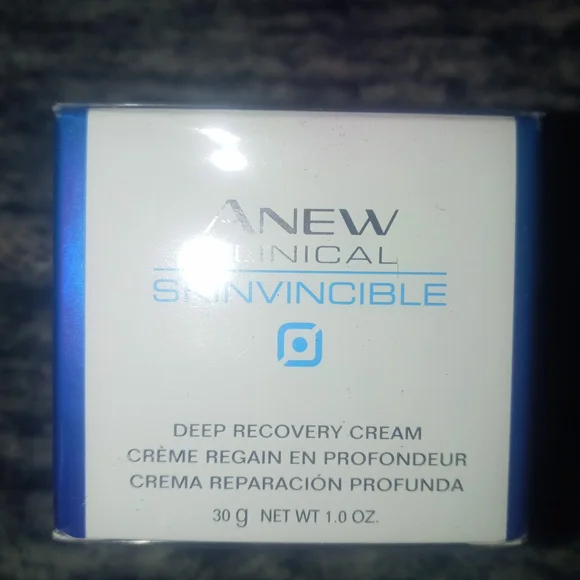 ANEW
CLINICAL
SKINVINCIBLE
DEEP RECOVERY CREAM
CRÈME REGAIN EN PROFONDEUR
CREMA REPARACIÓN PROFUNDA
30 g NET WT 1.0 OZ.